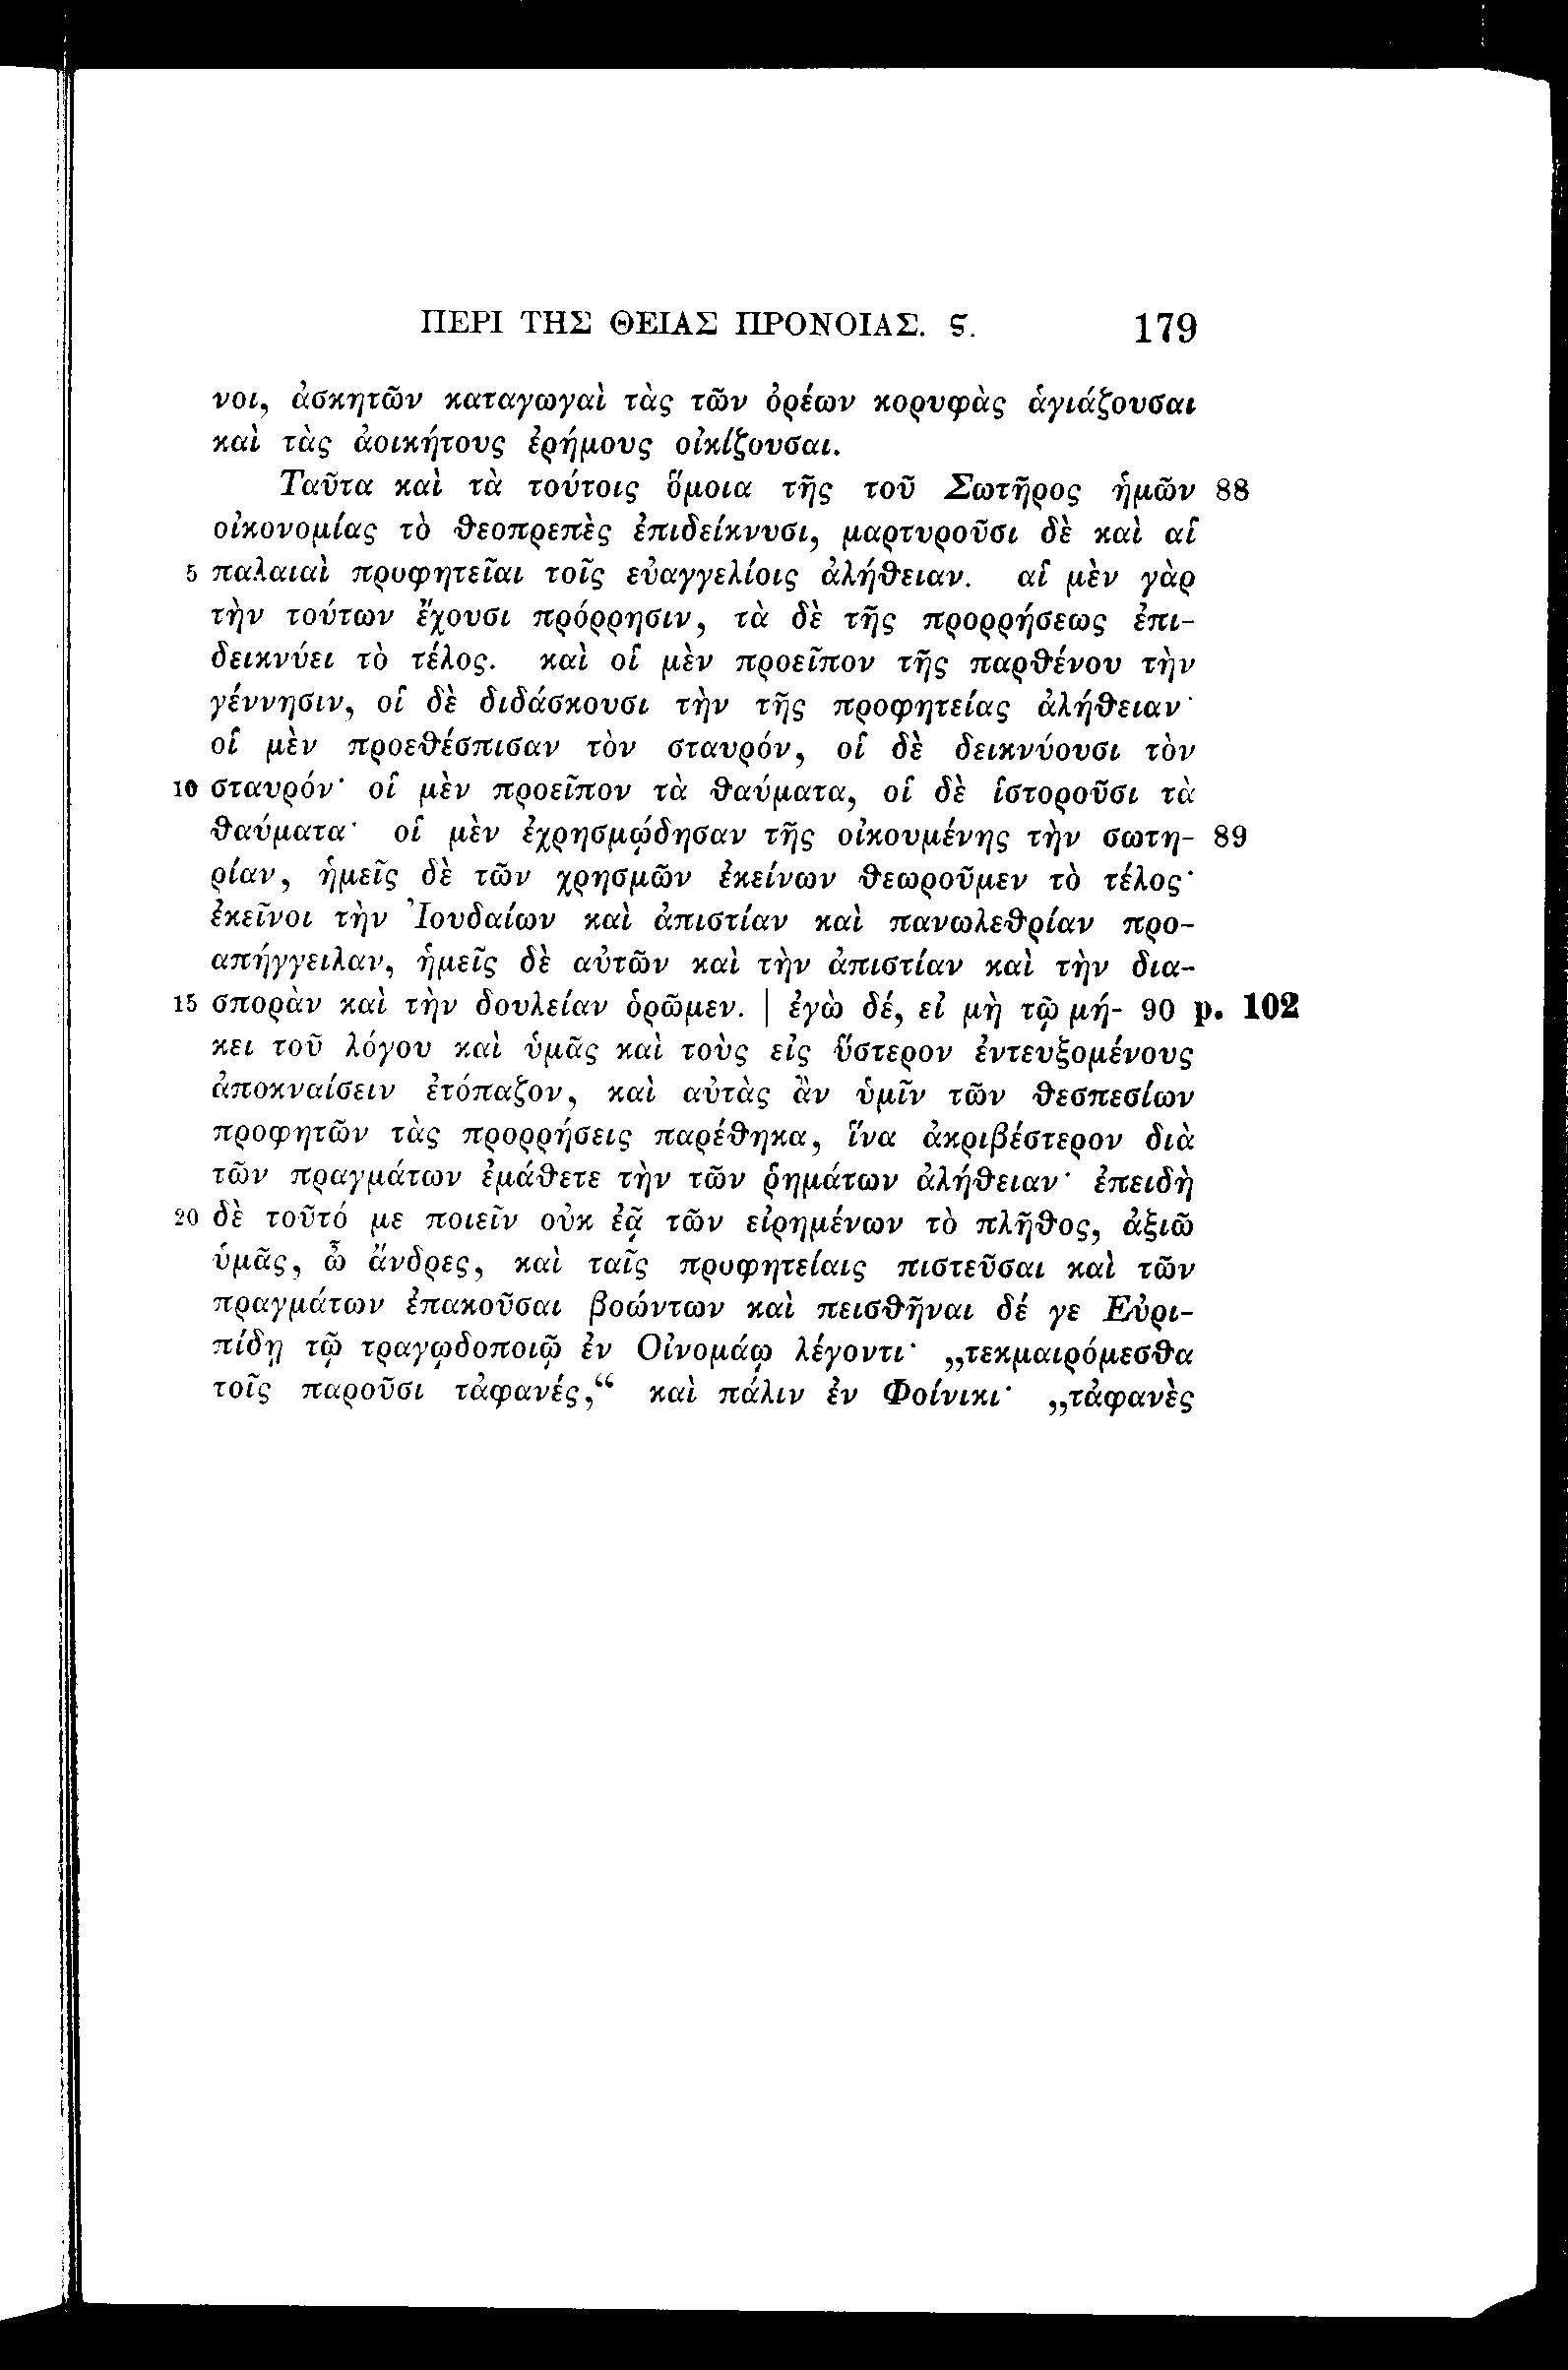 ΠΕΡΙ ΤΗΣ ΘΕΙΑΣ ΠΡΟΝΟΙΑΣ. Ϛ. 179
νοι, ἀσκητῶν καταγωγαὶ τὰς τῶν ὀρέων κορυφὰς ἁγιάζουσαι
καὶ τὰς ἀοικήτους ἐρήμους οἰκίζουσαι.
Ταῦτα καὶ τὰ τούτοις ὅμοια τῆς τοῦ Σωτῆρος ἡμῶν 88
οἰκονομίας τὸ θεοπρεπὲς ἐπιδείκνυσι, μαρτυροῦσι δὲ καὶ αἱ
5 παλαιαὶ προφητεῖαι τοῖς εὐαγγελίοις ἀλήθειαν. αἱ μὲν γὰρ
τὴν τούτων ἔχουσι πρόρρησιν, τὰ δὲ τῆς προρρήσεως ἐπι-
δεικνύει τὸ τέλος. καὶ οἱ μὲν προεῖπον τῆς παρθένου τὴν
γέννησιν, οἱ δὲ διδάσκουσι τὴν τῆς προφητείας ἀλήθειαν·
οἱ μὲν προεθέσπισαν τὸν σταυρόν, οἱ δὲ δεικνύουσι τὸν
10 σταυρόν· οἱ μὲν προεῖπον τὰ θαύματα, οἱ δὲ ἱστοροῦσι τὰ
θαύματα· οἱ μὲν ἐχρησμῴδησαν τῆς οἰκουμένης τὴν σωτη- 89
ρίαν, ἡμεῖς δὲ τῶν χρησμῶν ἐκείνων θεωροῦμεν τὸ τέλος·
ἐκεῖνοι τὴν Ἰουδαίων καὶ ἀπιστίαν καὶ πανωλεθρίαν προ-
απήγγειλαν, ἡμεῖς δὲ αὐτῶν καὶ τὴν ἀπιστίαν καὶ τὴν δια-
15 σπορὰν καὶ τὴν δουλείαν ὁρῶμεν. | ἐγὼ δέ, εἰ μὴ τῷ μή- 90 p. 102
κει τοῦ λόγου καὶ ὑμᾶς καὶ τοὺς εἰς ὕστερον ἐντευξομένους
ἀποκναίσειν ἐτόπαζον, καὶ αὐτὰς ἂν ὑμῖν τῶν θεσπεσίων
προφητῶν τὰς προρρήσεις παρέθηκα, ἵνα ἀκριβέστερον διὰ
τῶν πραγμάτων ἐμάθετε τὴν τῶν ῥημάτων ἀλήθειαν· ἐπειδὴ
20 δὲ τοῦτό με ποιεῖν οὐκ ἐᾷ τῶν εἰρημένων τὸ πλῆθος, ἀξιῶ
ὑμᾶς, ὦ ἄνδρες, καὶ ταῖς προφητείαις πιστεῦσαι καὶ τῶν
πραγμάτων ἐπακοῦσαι βοώντων καὶ πεισθῆναι δέ γε Εὐρι-
πίδῃ τῷ τραγῳδοποιῷ ἐν Οἰνομάῳ λέγοντι· „τεκμαιρόμεσθα
τοῖς παροῦσι τἀφανές,“ καὶ πάλιν ἐν Φοίνικι· „τἀφανὲς